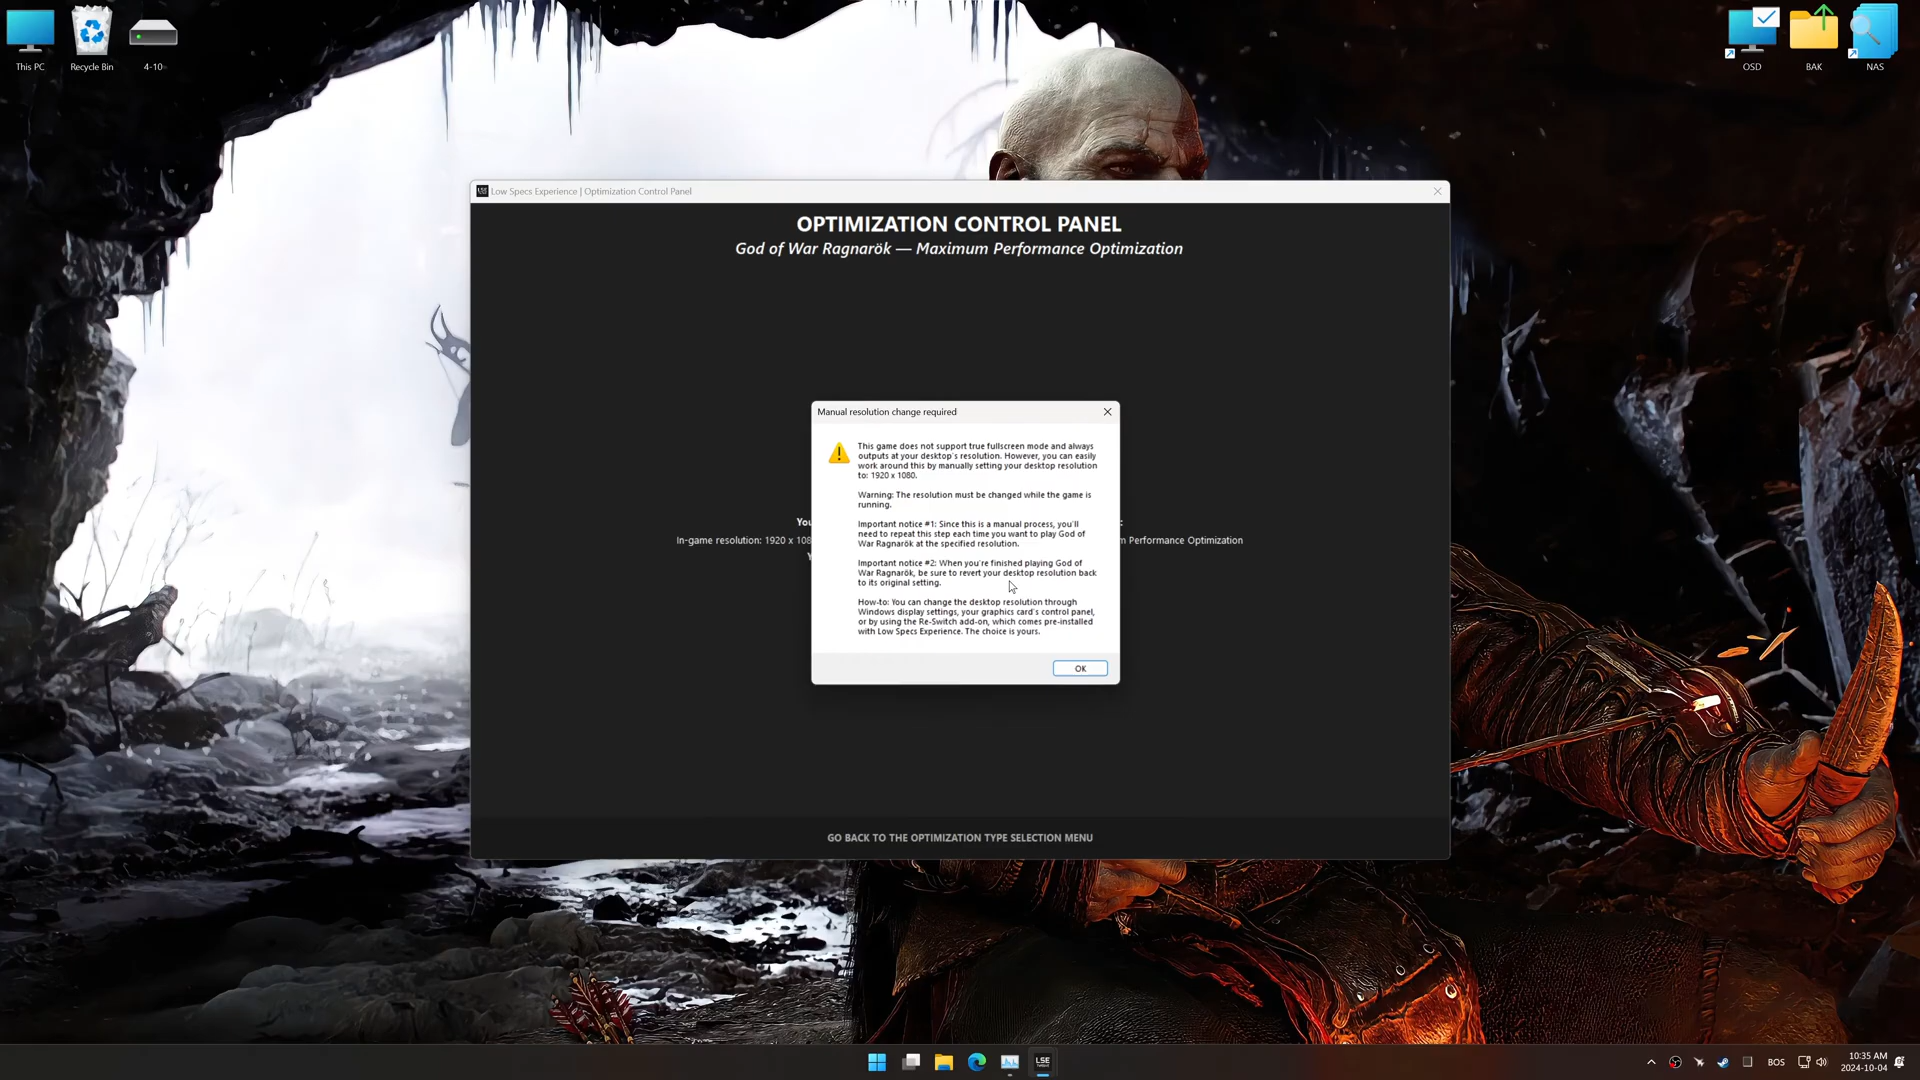 This PC
Recycle Bin
4-10
OSD
BAK
NAS
Low Specs Experience | Optimization Control Panel
OPTIMIZATION CONTROL PANEL
God of War Ragnarök — Maximum Performance Optimization
Manual resolution change required
This game does not support true fullscreen mode and always
outputs at your desktop's resolution. However, you can easily
work around this by manually setting your desktop resolution
to: 1920 x 1080.
Warning: The resolution must be changed while the game is
running.
Important notice #1: Since this is a manual process, you'll
need to repeat this step each time you want to play God of
War Ragnarök at the specified resolution.
Important notice #2: When you're finished playing God of
War Ragnarök, be sure to revert your desktop resolution back
to its original setting.
How-to: You can change the desktop resolution through
Windows display settings, your graphics card's control panel,
or by using the Re-Switch add-on, which comes pre-installed
with Low Specs Experience. The choice is yours.
OK
In-game resolution: 1920 x 108
Performance Optimization
GO BACK TO THE OPTIMIZATION TYPE SELECTION MENU
LSE
BOS
10:35 AM
2024-10-04